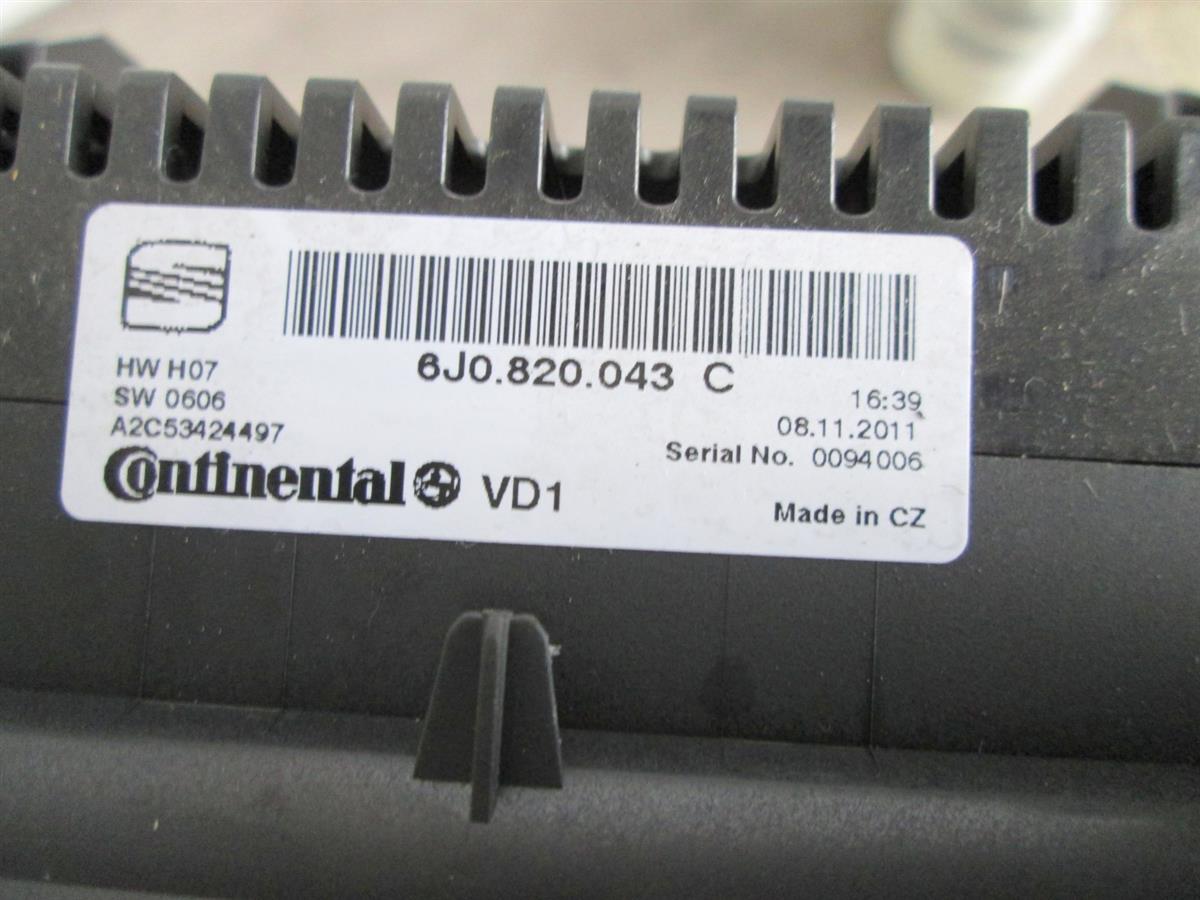 6J0.820.043 C
HW H07
SW 0606
A2C53424497
16:39
08.11.2011
Serial No. 0094006
Continental VD1
Made in CZ